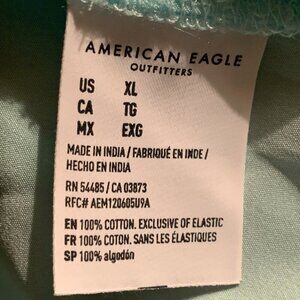 AMERICAN EAGLE
OUTFITTERS
US XL
CA TG
MX EXG
MADE IN INDIA / FABRIQUÉ EN INDE /
HECHO EN INDIA
RN 54485 / CA 03873
RFC# AEM120605U9A
EN 100% COTTON. EXCLUSIVE OF ELASTIC
FR 100% COTON. SANS LES ÉLASTIQUES
SP 100% algodón